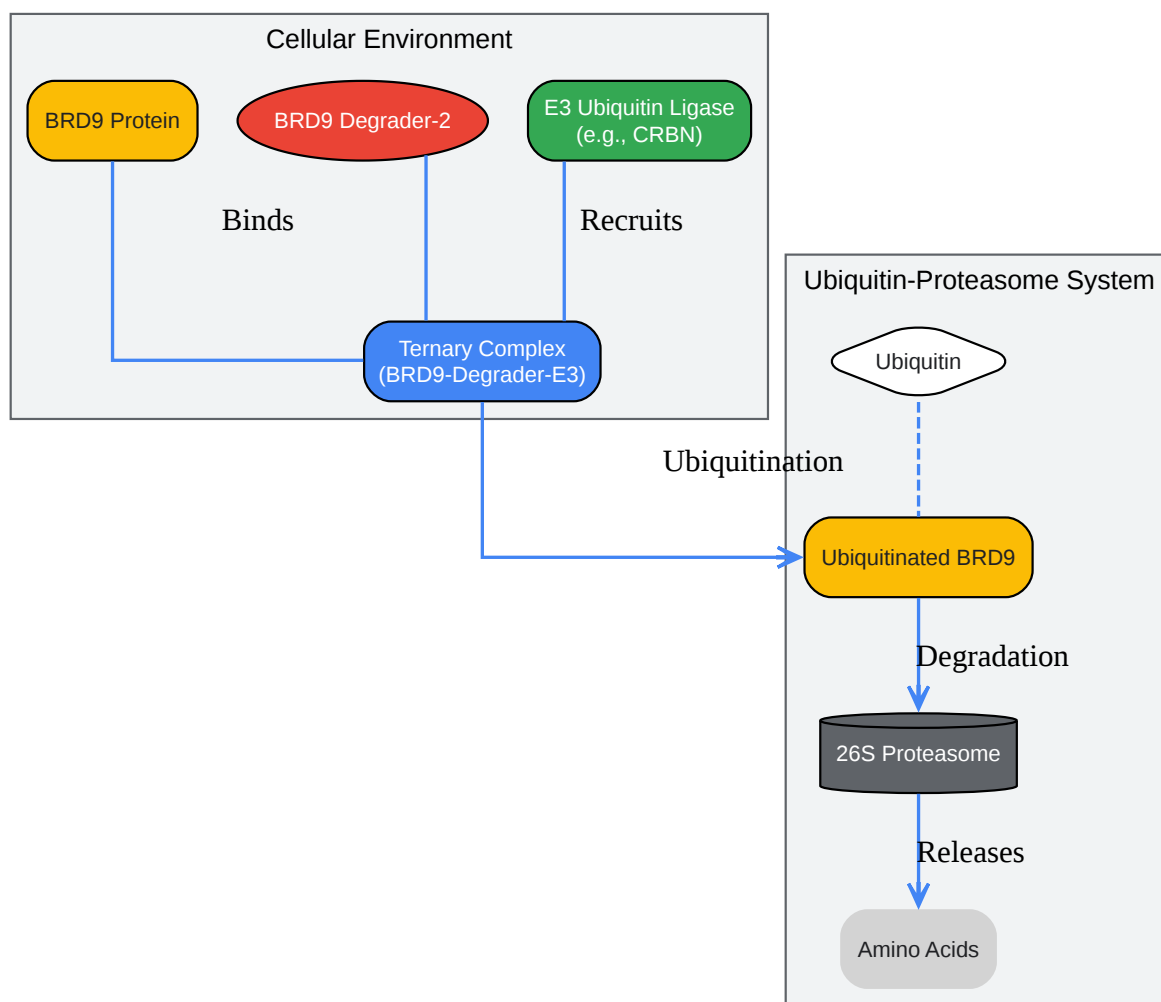 Cellular Environment
BRD9 Protein
BRD9 Degrader-2
E3 Ubiquitin Ligase
(e.g., CRBN)
Binds
Recruits
Ternary Complex
(BRD9-Degrader-E3)
Ubiquitin-Proteasome System
Ubiquitin
Ubiquitination
Ubiquitinated BRD9
Degradation
26S Proteasome
Releases
Amino Acids